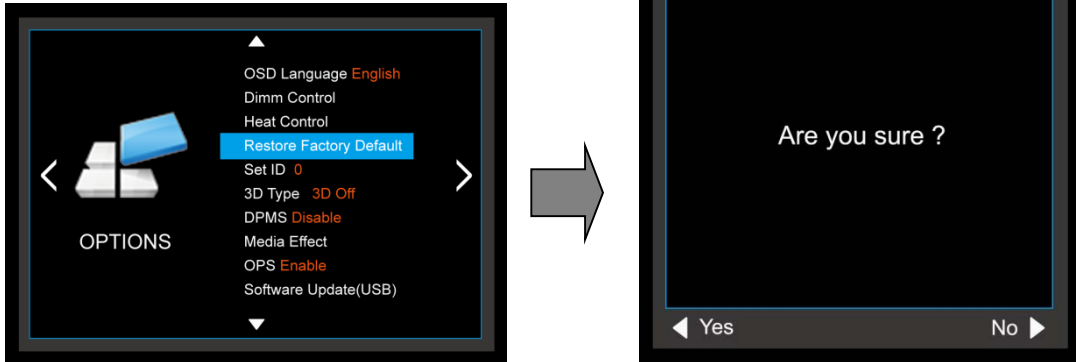 OSD Language English
Dimm Control
Heat Control
Restore Factory Default
Set ID 0
3D Type 3D Off
DPMS Disable
OPTIONS
Media Effect
OPS Enable
Software Update(USB)
Are you sure ?
Yes
No